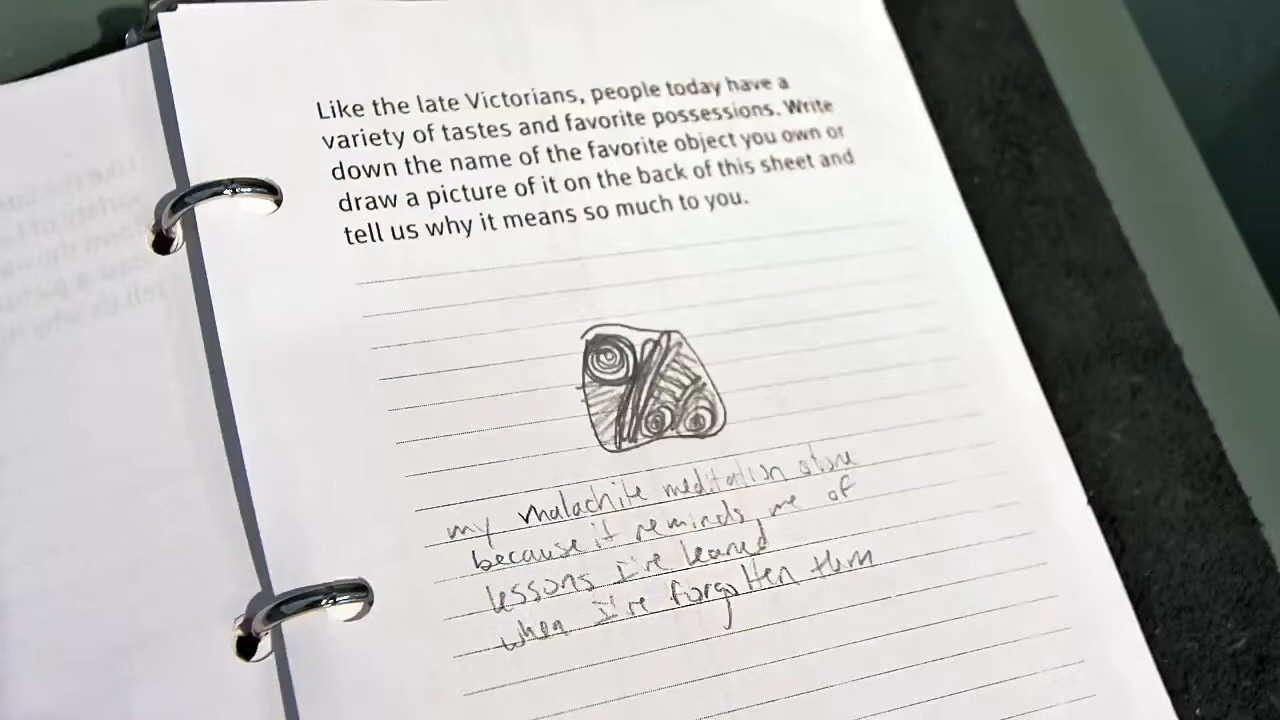 Like the late Victorians, people today have a
variety of tastes and favorite possessions. Write
down the name of the favorite object you own or
draw a picture of it on the back of this sheet and
tell us why it means so much to you.
my malachite meditation stone
because it reminds me of
lessons I've leaned
when I've forgotten them